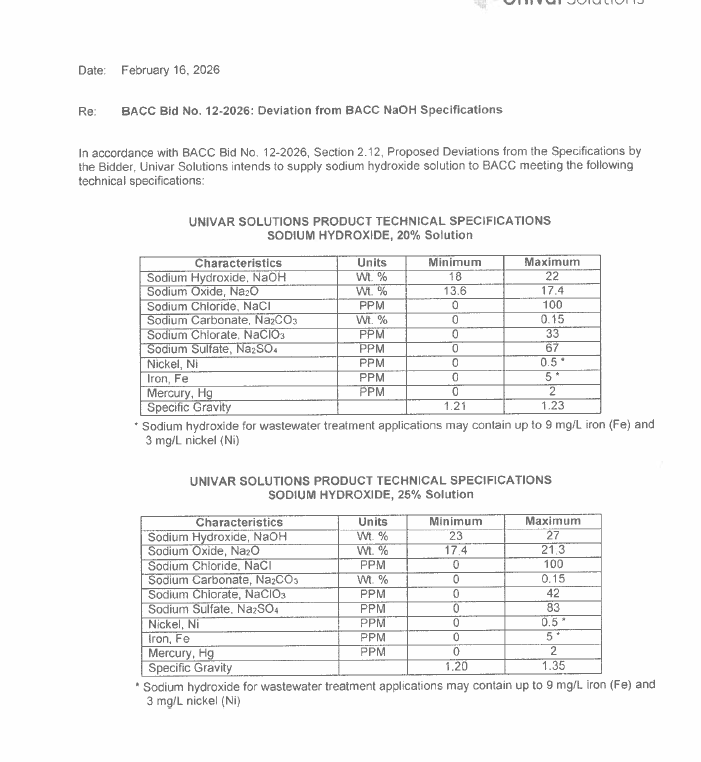 Univar Solutions
Date: February 16, 2026
Re: BACC Bid No. 12-2026: Deviation from BACC NaOH Specifications
In accordance with BACC Bid No. 12-2026, Section 2.12, Proposed Deviations from the Specifications by
the Bidder, Univar Solutions intends to supply sodium hydroxide solution to BACC meeting the following
technical specifications:
UNIVAR SOLUTIONS PRODUCT TECHNICAL SPECIFICATIONS
SODIUM HYDROXIDE, 20% Solution
Characteristics Units Minimum Maximum
Sodium Hydroxide, NaOH Wt. % 18 22
Sodium Oxide, Na₂O Wt. % 13.6 17.4
Sodium Chloride, NaCl PPM 0 100
Sodium Carbonate, Na₂CO₃ Wt. % 0 0.15
Sodium Chlorate, NaClO₃ PPM 0 33
Sodium Sulfate, Na₂SO₄ PPM 0 67
Nickel, Ni PPM 0 0.5 *
Iron, Fe PPM 0 5 *
Mercury, Hg PPM 0 2
Specific Gravity 1.21 1.23
* Sodium hydroxide for wastewater treatment applications may contain up to 9 mg/L iron (Fe) and
3 mg/L nickel (Ni)
UNIVAR SOLUTIONS PRODUCT TECHNICAL SPECIFICATIONS
SODIUM HYDROXIDE, 25% Solution
Characteristics Units Minimum Maximum
Sodium Hydroxide, NaOH Wt. % 23 27
Sodium Oxide, Na₂O Wt. % 17.4 21.3
Sodium Chloride, NaCl PPM 0 100
Sodium Carbonate, Na₂CO₃ Wt. % 0 0.15
Sodium Chlorate, NaClO₃ PPM 0 42
Sodium Sulfate, Na₂SO₄ PPM 0 83
Nickel, Ni PPM 0 0.5 *
Iron, Fe PPM 0 5 *
Mercury, Hg PPM 0 2
Specific Gravity 1.20 1.35
* Sodium hydroxide for wastewater treatment applications may contain up to 9 mg/L iron (Fe) and
3 mg/L nickel (Ni)